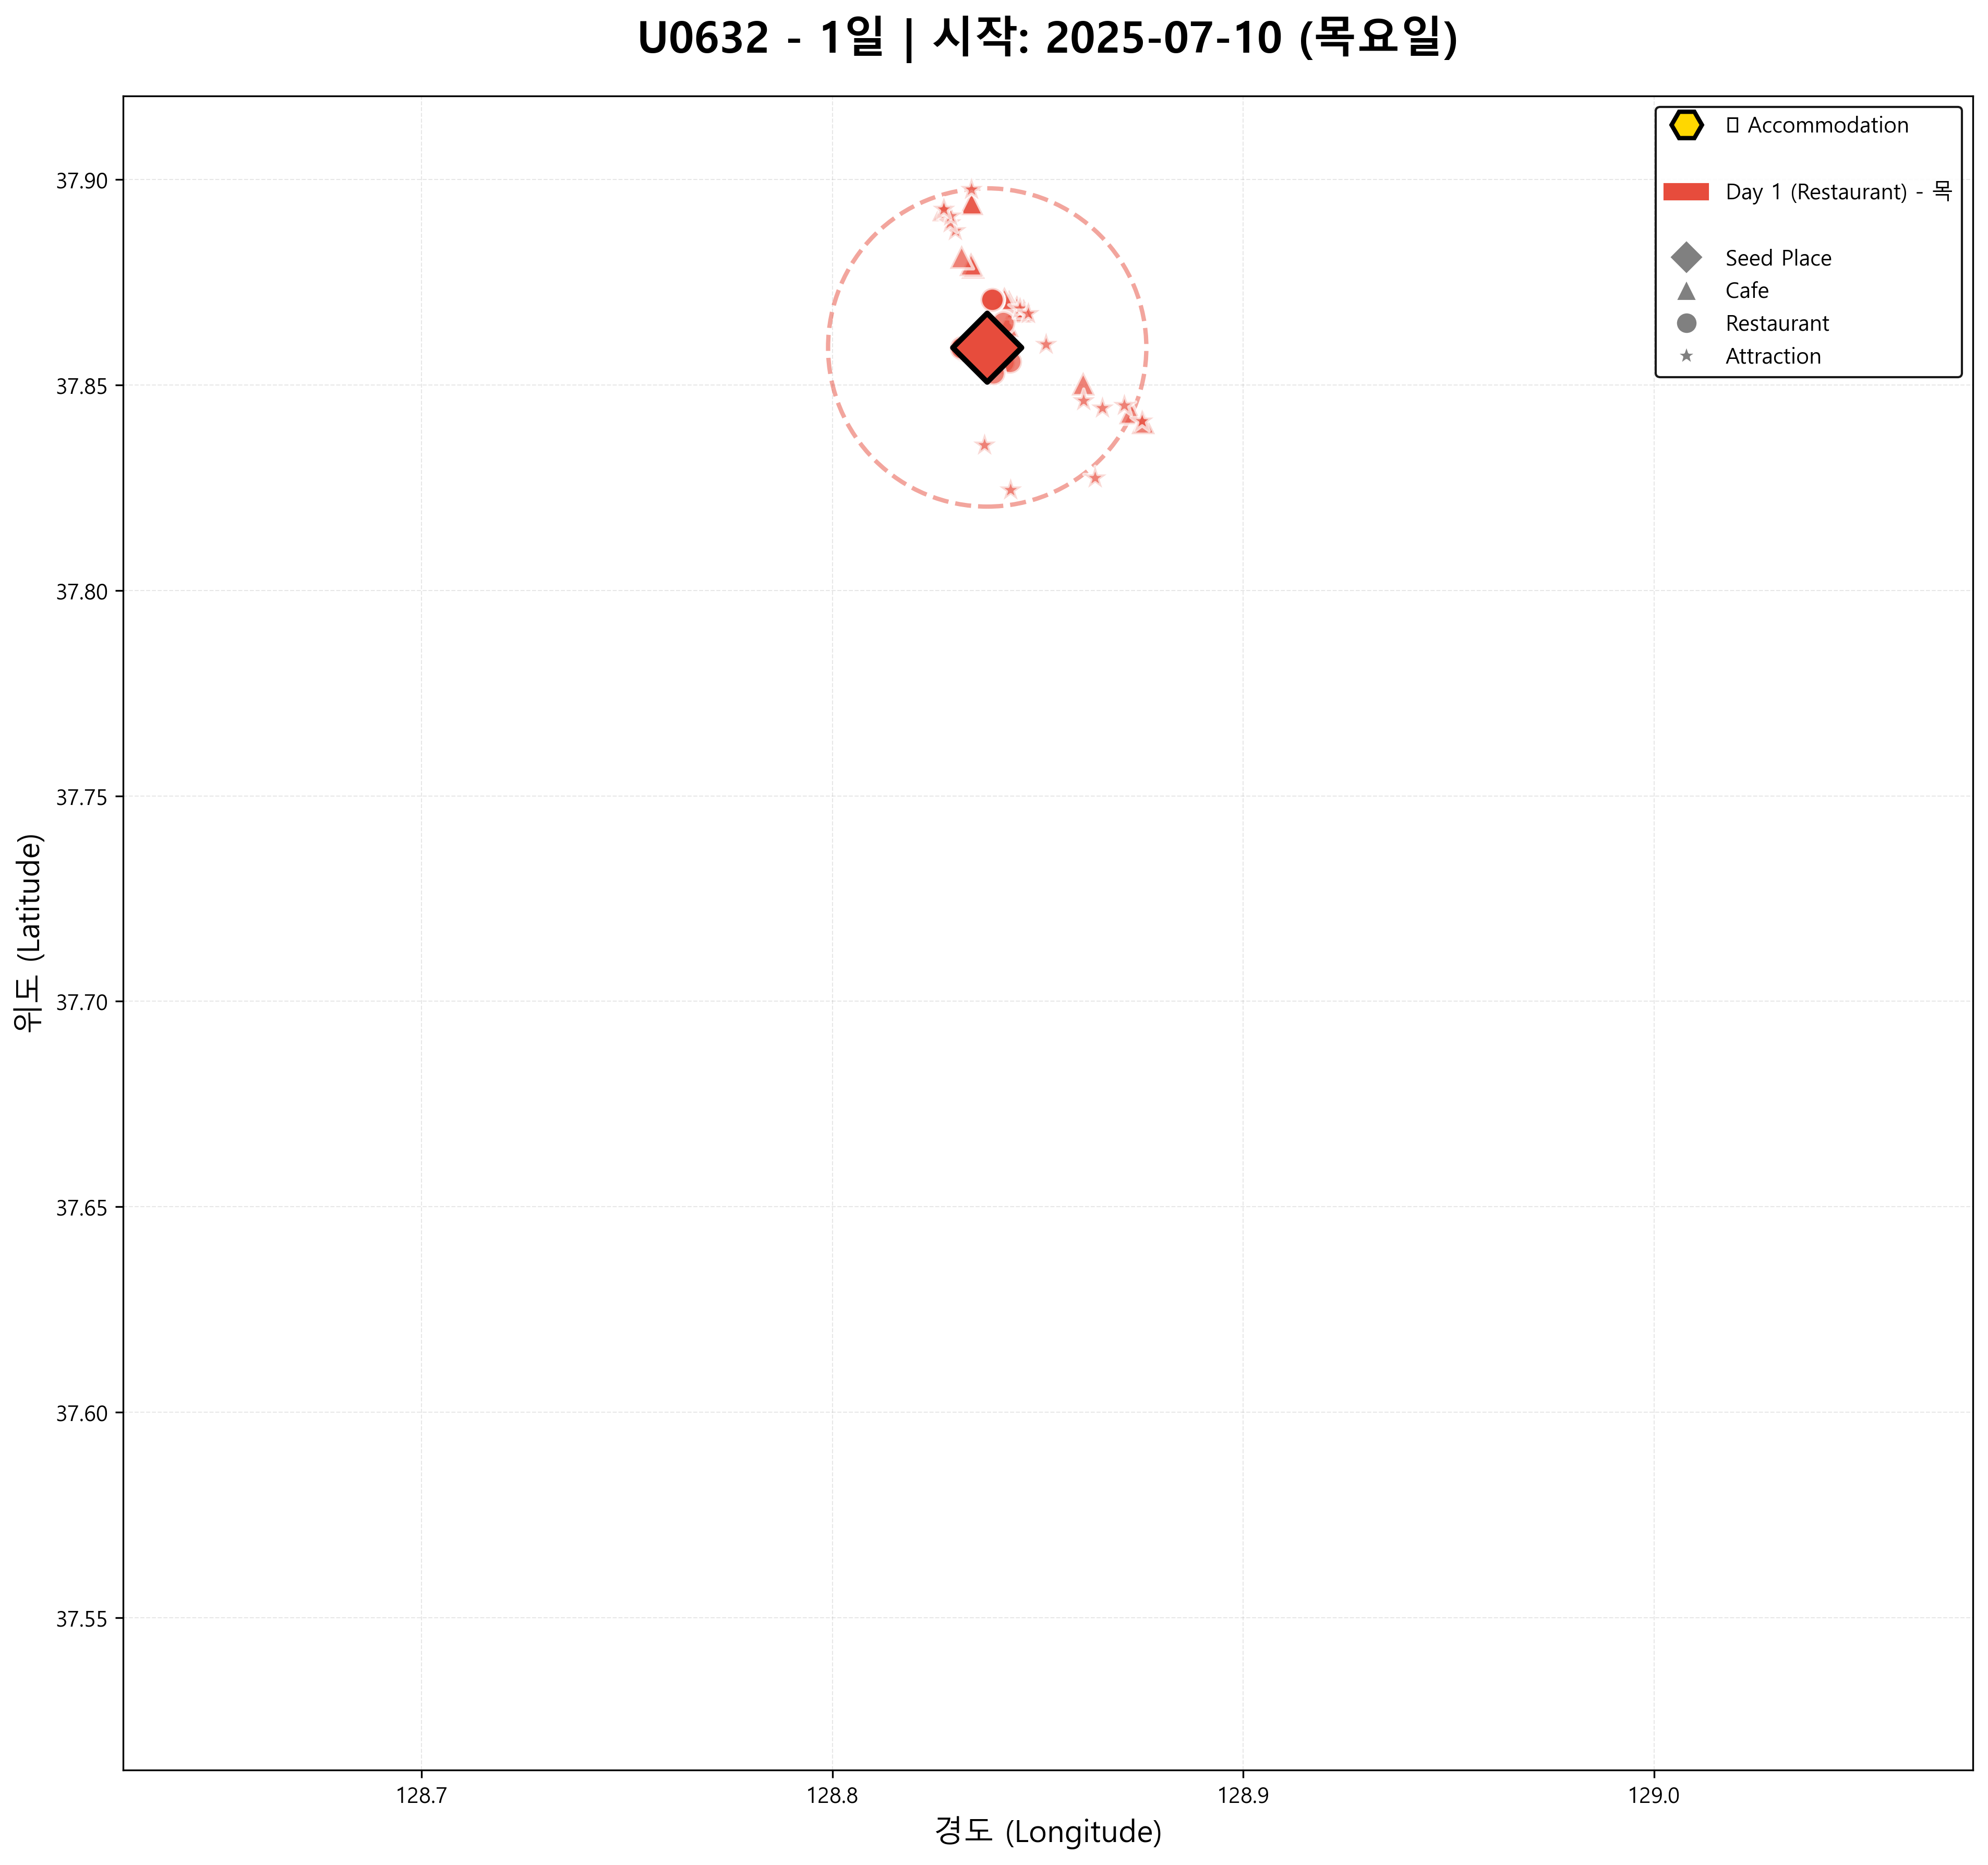 U0632 - 1일 | 시작: 2025-07-10 (목요일)
Accommodation
Day 1 (Restaurant) - 목
Seed Place
Cafe
Restaurant
Attraction
위도 (Latitude)
37.90
37.85
37.80
37.75
37.70
37.65
37.60
37.55
128.7
128.8
128.9
129.0
경도 (Longitude)